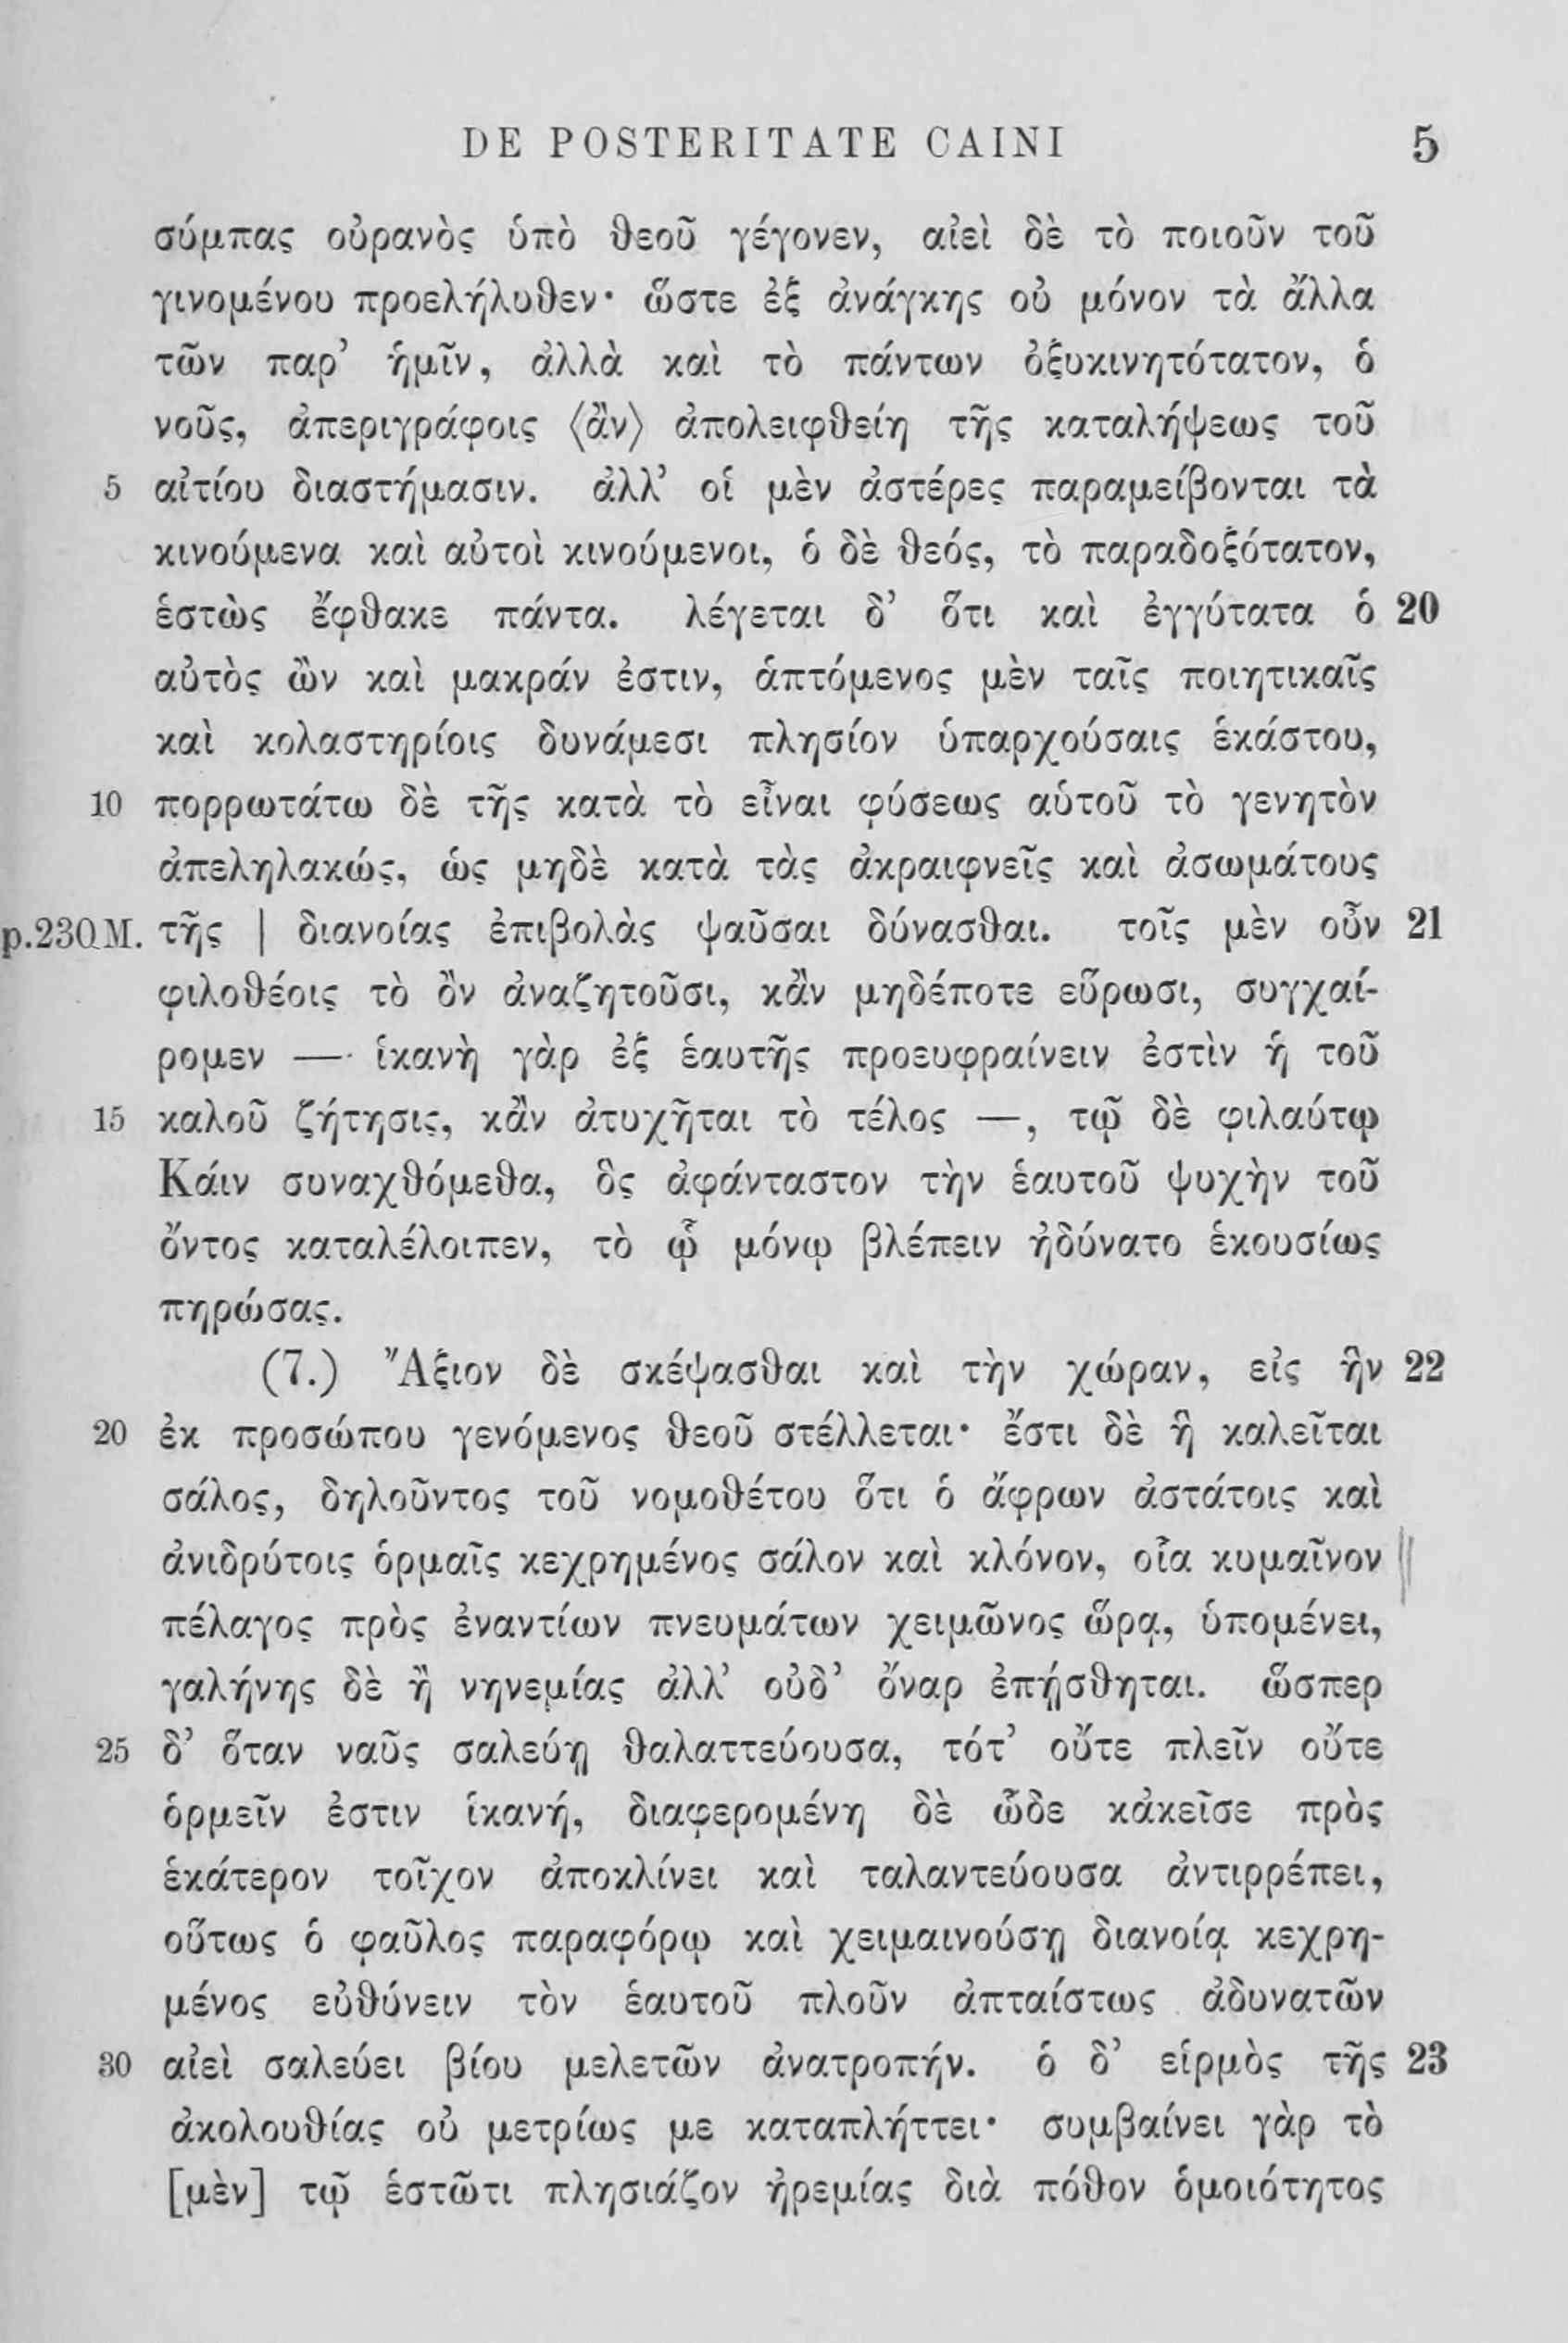 DE POSTERITATE CAINI 5
σύμπας οὐρανὸς ὑπὸ θεοῦ γέγονεν, αἰεὶ δὲ τὸ ποιοῦν τοῦ
γινομένου προελήλυθεν· ὥστε ἐξ ἀνάγκης οὐ μόνον τὰ ἄλλα
τῶν παρ’ ἡμῖν, ἀλλὰ καὶ τὸ πάντων ὀξυκινητότατον, ὁ
νοῦς, ἀπεριγράφοις ⟨ἂν⟩ ἀπολειφθείη τῆς καταλήψεως τοῦ
5 αἰτίου διαστήμασιν. ἀλλ’ οἱ μὲν ἀστέρες παραμείβονται τὰ
κινούμενα καὶ αὐτοὶ κινούμενοι, ὁ δὲ θεός, τὸ παραδοξότατον,
ἑστὼς ἔφθακε πάντα. λέγεται δ’ ὅτι καὶ ἐγγύτατα ὁ 20
αὐτὸς ὢν καὶ μακράν ἐστιν, ἁπτόμενος μὲν ταῖς ποιητικαῖς
καὶ κολαστηρίοις δυνάμεσι πλησίον ὑπαρχούσαις ἑκάστου,
10 πορρωτάτω δὲ τῆς κατὰ τὸ εἶναι φύσεως αὑτοῦ τὸ γενητὸν
ἀπεληλακώς, ὡς μηδὲ κατὰ τὰς ἀκραιφνεῖς καὶ ἀσωμάτους
p.230M. τῆς | διανοίας ἐπιβολὰς ψαῦσαι δύνασθαι. τοῖς μὲν οὖν 21
φιλοθέοις τὸ ὂν ἀναζητοῦσι, κἂν μηδέποτε εὕρωσι, συγχαί-
ρομεν — ἱκανὴ γὰρ ἐξ ἑαυτῆς προευφραίνειν ἐστὶν ἡ τοῦ
15 καλοῦ ζήτησις, κἂν ἀτυχῆται τὸ τέλος —, τῷ δὲ φιλαύτῳ
Κάιν συναχθόμεθα, ὃς ἀφάνταστον τὴν ἑαυτοῦ ψυχὴν τοῦ
ὄντος καταλέλοιπεν, τὸ ᾧ μόνῳ βλέπειν ἠδύνατο ἑκουσίως
πηρώσας.
(7.) Ἄξιον δὲ σκέψασθαι καὶ τὴν χώραν, εἰς ἣν 22
20 ἐκ προσώπου γενόμενος θεοῦ στέλλεται· ἔστι δὲ ἣ καλεῖται
σάλος, δηλοῦντος τοῦ νομοθέτου ὅτι ὁ ἄφρων ἀστάτοις καὶ
ἀνιδρύτοις ὁρμαῖς κεχρημένος σάλον καὶ κλόνον, οἷα κυμαῖνον
πέλαγος πρὸς ἐναντίων πνευμάτων χειμῶνος ὥρᾳ, ὑπομένει,
γαλήνης δὲ ἢ νηνεμίας ἀλλ’ οὐδ’ ὄναρ ἐπῄσθηται. ὥσπερ
25 δ’ ὅταν ναῦς σαλεύῃ θαλαττεύουσα, τότ’ οὔτε πλεῖν οὔτε
ὁρμεῖν ἐστιν ἱκανή, διαφερομένη δὲ ὧδε κἀκεῖσε πρὸς
ἑκάτερον τοῖχον ἀποκλίνει καὶ ταλαντεύουσα ἀντιρρέπει,
οὕτως ὁ φαῦλος παραφόρῳ καὶ χειμαινούσῃ διανοίᾳ κεχρη-
μένος εὐθύνειν τὸν ἑαυτοῦ πλοῦν ἀπταίστως ἀδυνατῶν
30 αἰεὶ σαλεύει βίου μελετῶν ἀνατροπήν. ὁ δ’ εἱρμὸς τῆς 23
ἀκολουθίας οὐ μετρίως με καταπλήττει· συμβαίνει γὰρ τὸ
[μὲν] τῷ ἑστῶτι πλησιάζον ἠρεμίας διὰ πόθον ὁμοιότητος